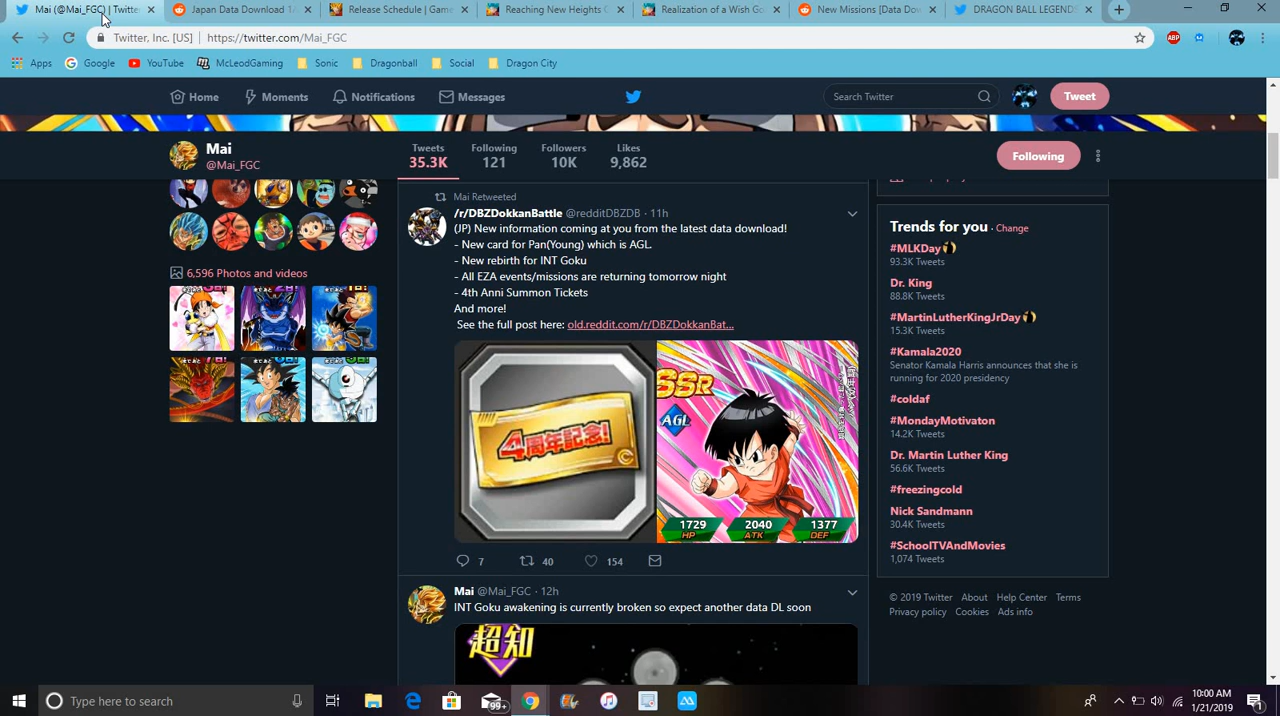 Mai (@Mai_FGC) | Twitter
Japan Data Download 1/
Release Schedule | Game
Reaching New Heights
Realization of a Wish Go
New Missions [Data Dow
DRAGON BALL LEGEND
Twitter, Inc. [US] | https://twitter.com/Mai_FGC
ABP
Apps
Google
YouTube
McLeodGaming
Sonic
Dragonball
Social
Dragon City
Home
Moments
Notifications
Messages
Search Twitter
Tweet
Mai
@Mai_FGC
Tweets
35.3K
Following
121
Followers
10K
Likes
9,862
Following
6,596 Photos and videos
Mai Retweeted
/r/DBZDokkanBattle @redditDBZDB · 11h
(JP) New information coming at you from the latest data download!
- New card for Pan(Young) which is AGL.
- New rebirth for INT Goku
- All EZA events/missions are returning tomorrow night
- 4th Anni Summon Tickets
And more!
See the full post here: old.reddit.com/r/DBZDokkanBat...
4周年記念!
SSR
AGL
1729
HP
2040
ATK
1377
DEF
7
40
154
Mai @Mai_FGC · 12h
INT Goku awakening is currently broken so expect another data DL soon
超知
Trends for you · Change
#MLKDay
93.3K Tweets
Dr. King
88.8K Tweets
#MartinLutherKingJrDay
15.3K Tweets
#Kamala2020
Senator Kamala Harris announces that she is
running for 2020 presidency
#coldaf
#MondayMotivaton
14.2K Tweets
Dr. Martin Luther King
56.6K Tweets
#freezingcold
Nick Sandmann
30.4K Tweets
#SchoolTVAndMovies
1,074 Tweets
© 2019 Twitter About Help Center Terms
Privacy policy Cookies Ads info
Type here to search
99+
10:00 AM
1/21/2019
1